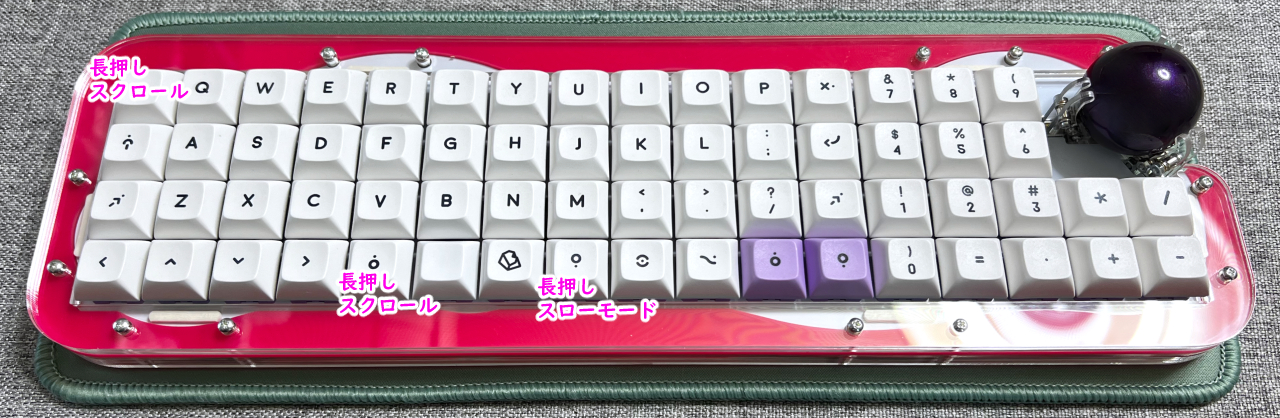 長押し
スクロール
Q W E R T Y U I O P & 7 * 8 ( 9
A S D F G H J K L : ; $ 4 % 5 ^ 6
Z X C V B N M < , > . ? / ! 1 @ 2 # 3 * /
< > ) 0 = . + -
長押し
スクロール
長押し
スローモード